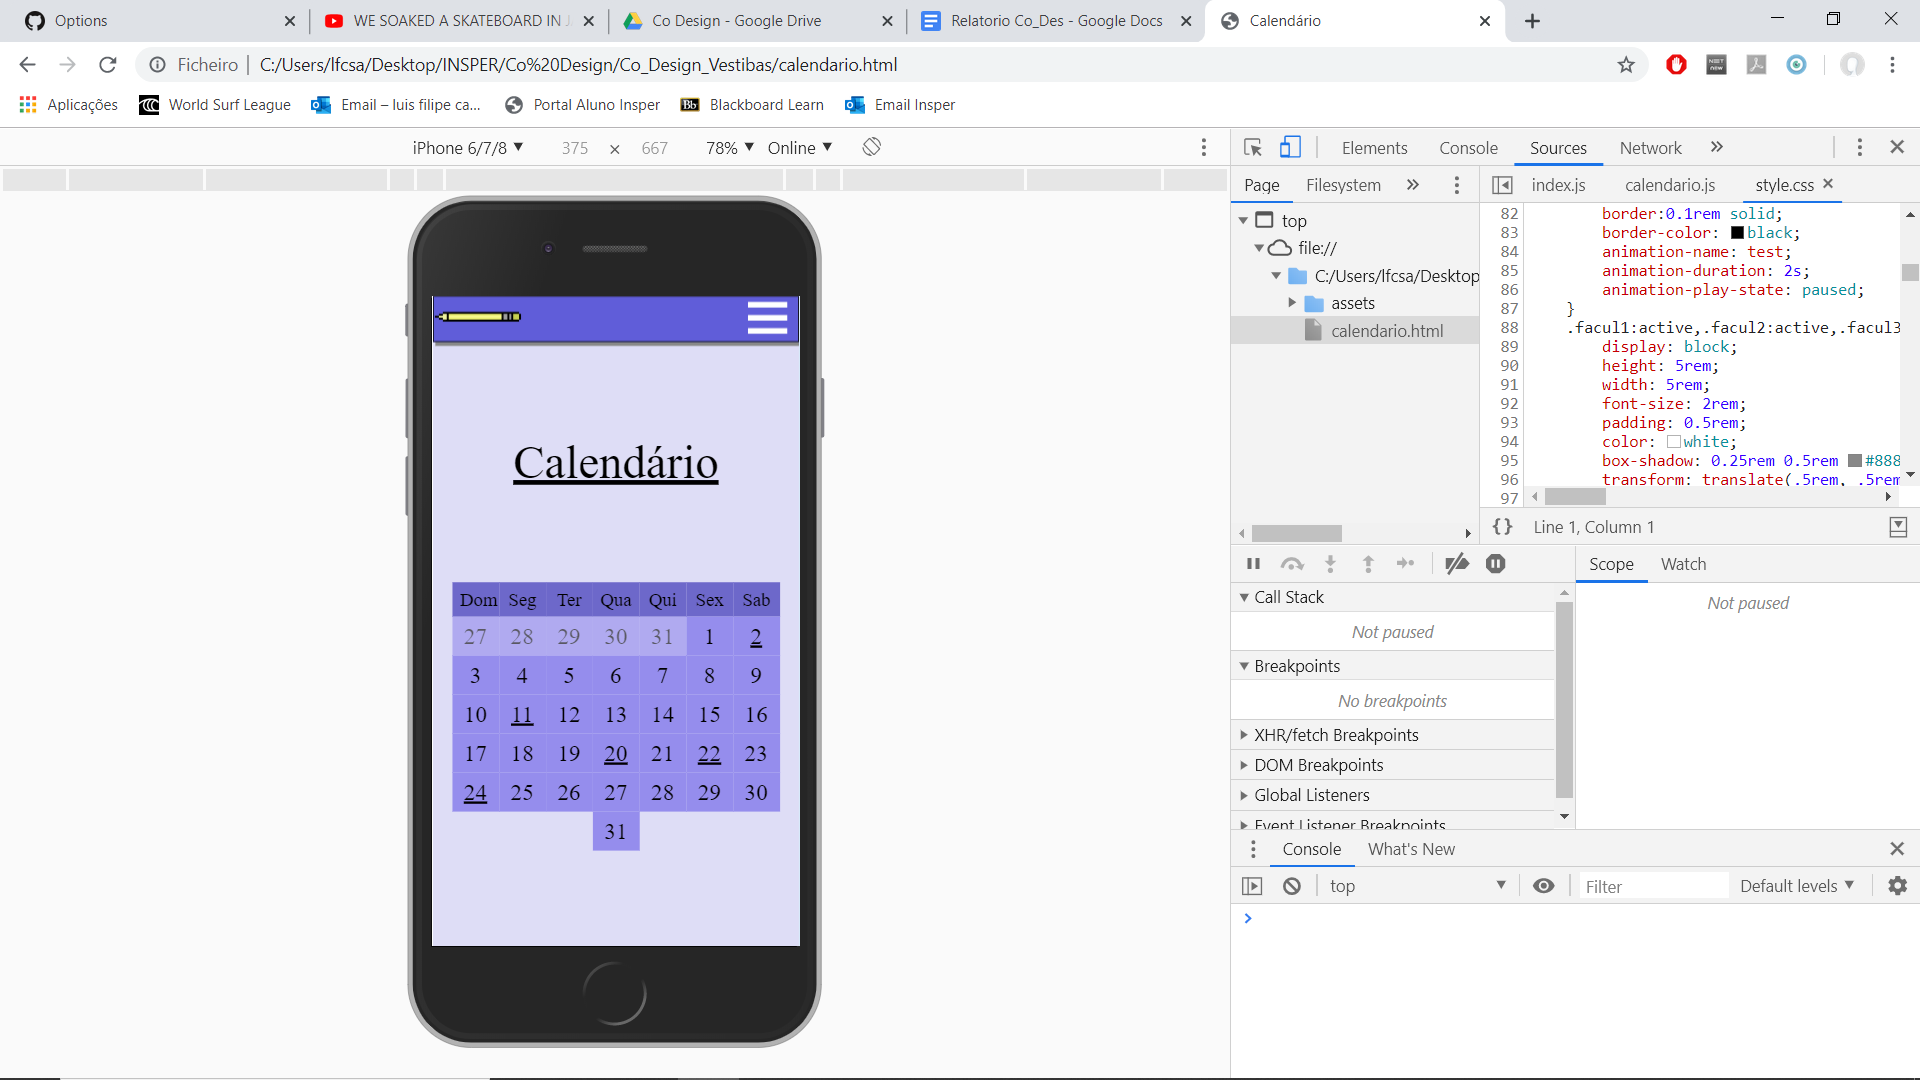 Options
WE SOAKED A SKATEBOARD IN
Co Design - Google Drive
Relatorio Co_Des - Google Docs
Calendário
Ficheiro
C:/Users/lfcsa/Desktop/INSPER/Co%20Design/Co_Design_Vestibas/calendario.html
Aplicações
World Surf League
Email – luis filipe ca...
Portal Aluno Insper
Bb
Blackboard Learn
Email Insper
iPhone 6/7/8 375 × 667 78% Online
Elements Console Sources Network
Page Filesystem
index.js calendario.js style.css
top
file://
C:/Users/lfcsa/Desktop
assets
calendario.html
82 border:0.1rem solid;
83 border-color: black;
84 animation-name: test;
85 animation-duration: 2s;
86 animation-play-state: paused;
87 }
88 .facul1:active,.facul2:active,.facul3
89 display: block;
90 height: 5rem;
91 width: 5rem;
92 font-size: 2rem;
93 padding: 0.5rem;
94 color: white;
95 box-shadow: 0.25rem 0.5rem #888
96 transform: translate(.5rem, .5rem
97
{} Line 1, Column 1
Calendário
Dom Seg Ter Qua Qui Sex Sab
27 28 29 30 31 1 2
3 4 5 6 7 8 9
10 11 12 13 14 15 16
17 18 19 20 21 22 23
24 25 26 27 28 29 30
31
Scope Watch
Not paused
Call Stack
Not paused
Breakpoints
No breakpoints
XHR/fetch Breakpoints
DOM Breakpoints
Global Listeners
Event Listener Breakpoints
Console What's New
top Filter Default levels